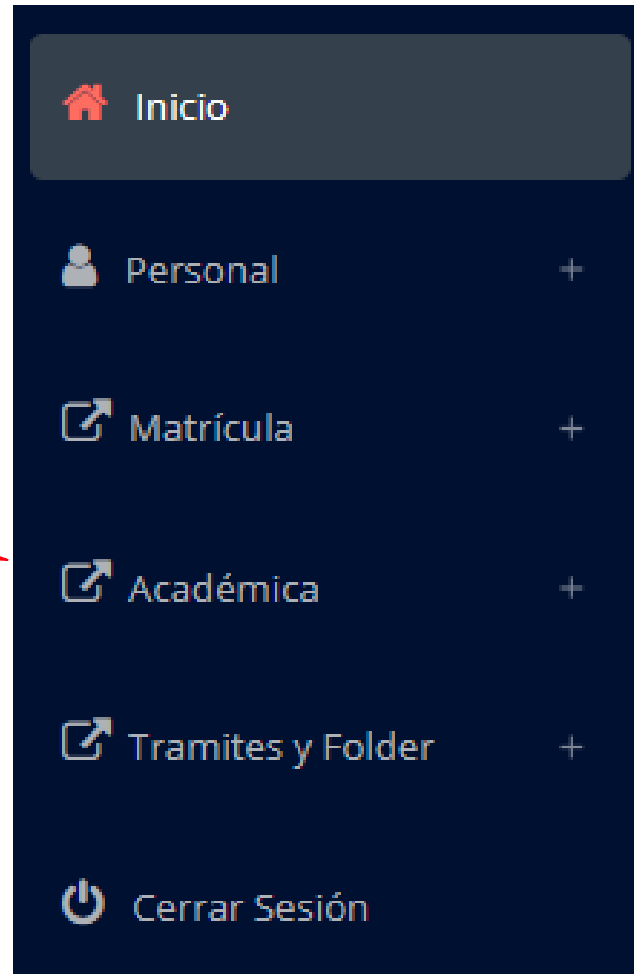 Inicio
Personal +
Matrícula +
Académica +
Tramites y Folder +
Cerrar Sesión